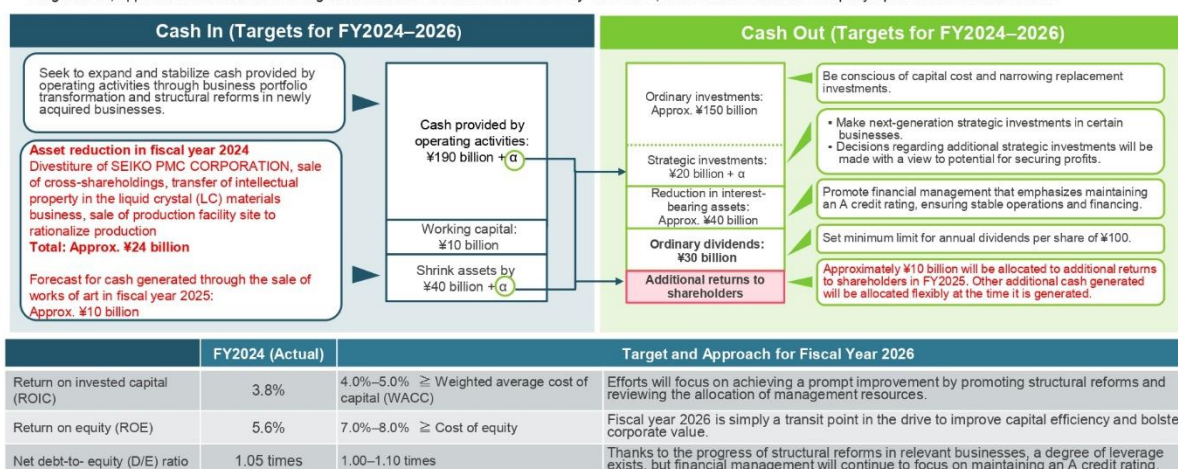 Cash In (Targets for FY2024–2026)
Seek to expand and stabilize cash provided by
operating activities through business portfolio
transformation and structural reforms in newly
acquired businesses.
Asset reduction in fiscal year 2024
Divestiture of SEIKO PMC CORPORATION, sale
of cross-shareholdings, transfer of intellectual
property in the liquid crystal (LC) materials
business, sale of production facility site to
rationalize production
Total: Approx. ¥24 billion
Forecast for cash generated through the sale of
works of art in fiscal year 2025:
Approx. ¥10 billion
Cash provided by
operating activities:
¥190 billion + α
Working capital:
¥10 billion
Shrink assets by
¥40 billion + α
Cash Out (Targets for FY2024–2026)
Ordinary investments:
Approx. ¥150 billion
Strategic investments:
¥20 billion + α
Reduction in interest-
bearing assets:
Approx. ¥40 billion
Ordinary dividends:
¥30 billion
Additional returns to
shareholders
Be conscious of capital cost and narrowing replacement
investments.
▪ Make next-generation strategic investments in certain
businesses.
▪ Decisions regarding additional strategic investments will be
made with a view to potential for securing profits.
Promote financial management that emphasizes maintaining
an A credit rating, ensuring stable operations and financing.
Set minimum limit for annual dividends per share of ¥100.
Approximately ¥10 billion will be allocated to additional returns
to shareholders in FY2025. Other additional cash generated
will be allocated flexibly at the time it is generated.
FY2024 (Actual) Target and Approach for Fiscal Year 2026
Return on invested capital
(ROIC)
3.8%
4.0%–5.0% ≧ Weighted average cost of
capital (WACC)
Efforts will focus on achieving a prompt improvement by promoting structural reforms and
reviewing the allocation of management resources.
Return on equity (ROE)
5.6%
7.0%–8.0% ≧ Cost of equity
Fiscal year 2026 is simply a transit point in the drive to improve capital efficiency and bolste
corporate value.
Net debt-to- equity (D/E) ratio
1.05 times
1.00–1.10 times
Thanks to the progress of structural reforms in relevant businesses, a degree of leverage
exists, but financial management will continue to focus on maintaining an A credit rating.